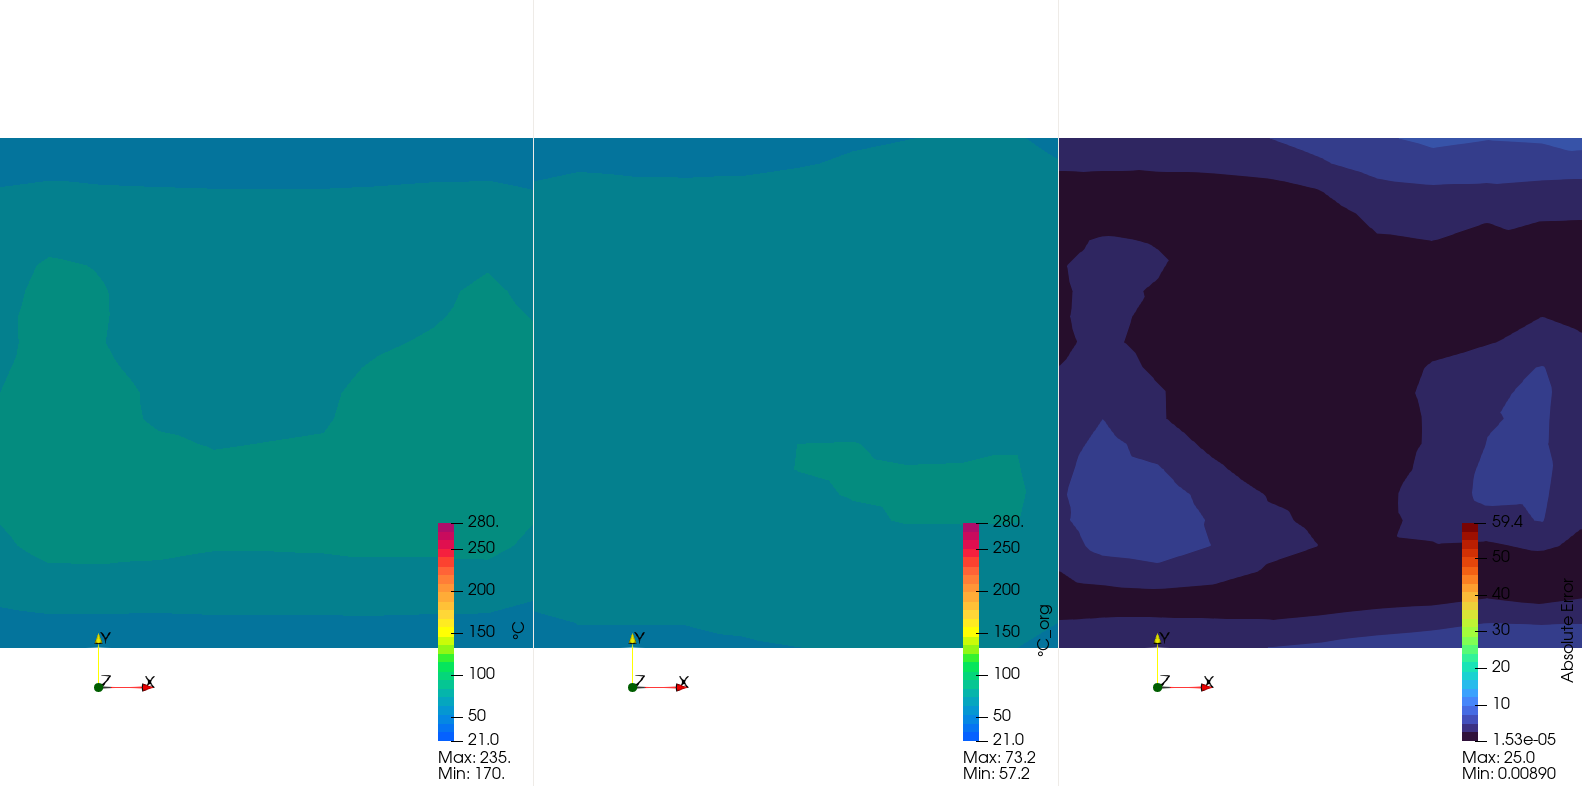 280.
250
200
150
100
50
21.0
°C
Max: 235.
Min: 170.
Y
Z
X
280.
250
200
150
100
50
21.0
°C_org
Max: 73.2
Min: 57.2
Y
Z
X
59.4
50
40
30
20
10
1.53e-05
Absolute Error
Max: 25.0
Min: 0.00890
Y
Z
X